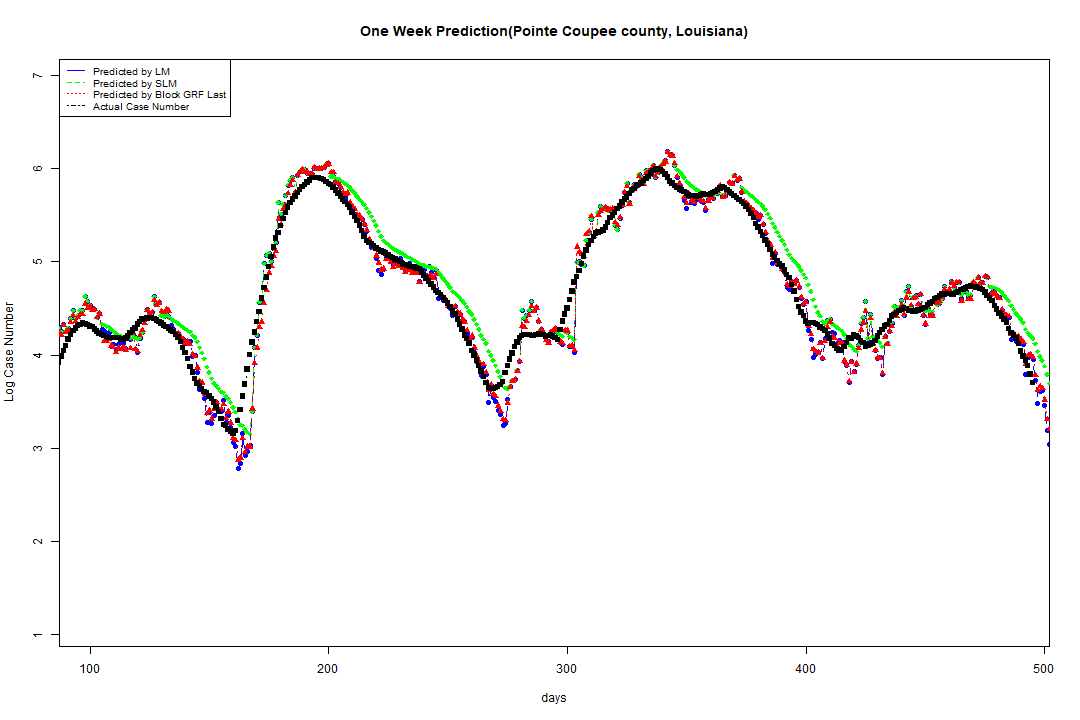 One Week Prediction(Pointe Coupee county, Louisiana)
Predicted by LM
Predicted by SLM
Predicted by Block GRF Last
Actual Case Number
7
6
5
4
3
2
1
Log Case Number
100 200 300 400 500
days